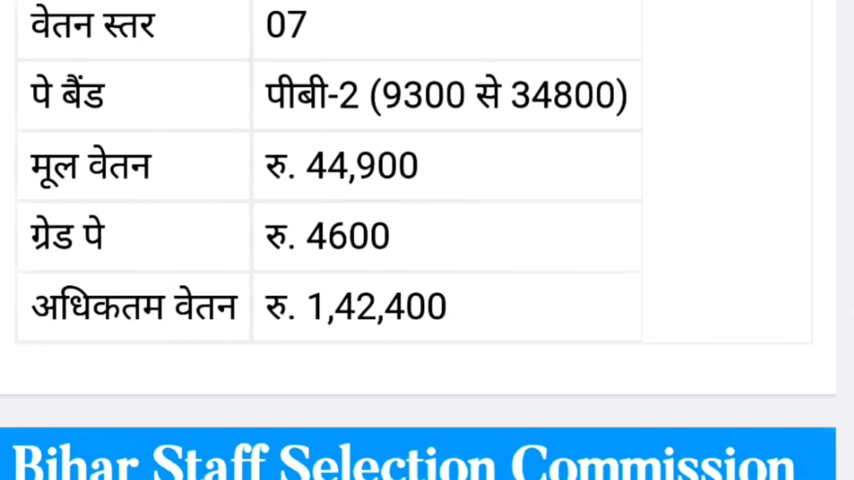 वेतन स्तर 07
पे बैंड पीबी-2 (9300 से 34800)
मूल वेतन रु. 44,900
ग्रेड पे रु. 4600
अधिकतम वेतन रु. 1,42,400
Bihar Staff Selection Commission